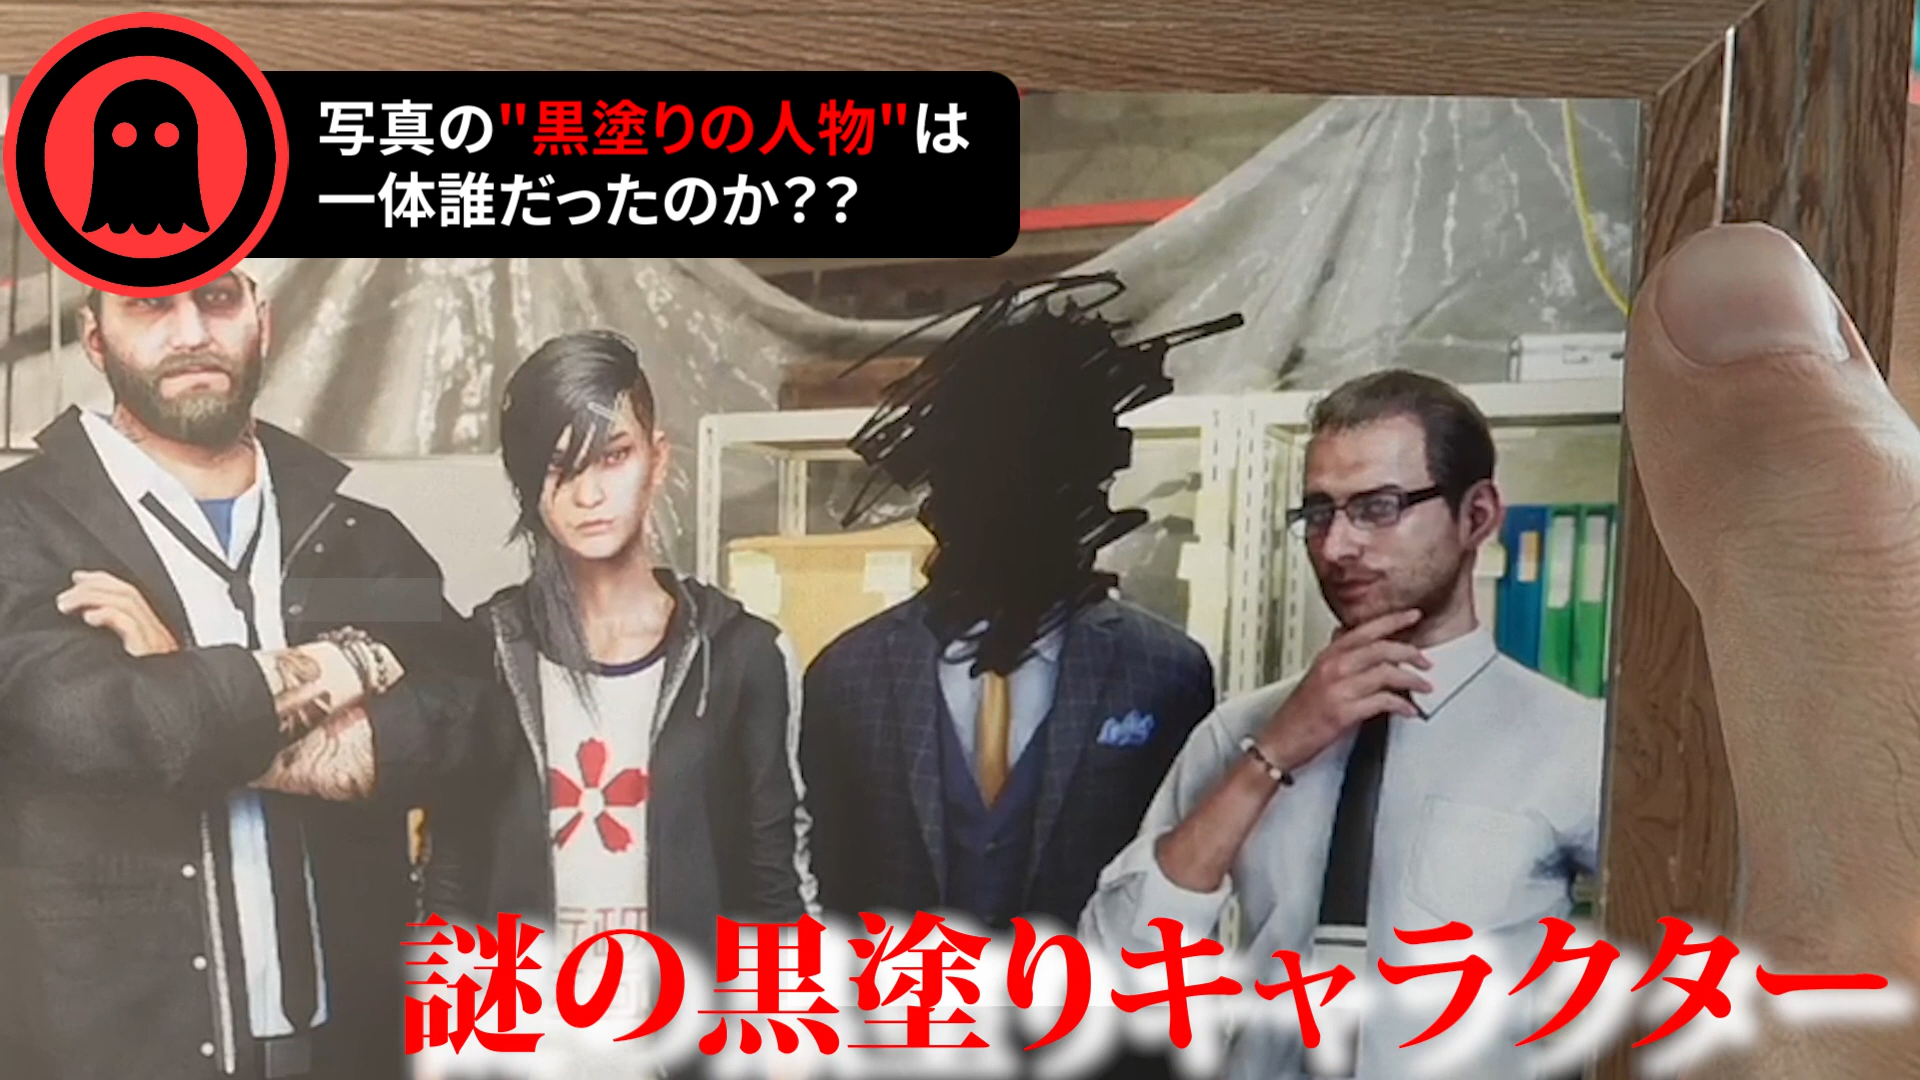 写真の"黒塗りの人物"は
一体誰だったのか??
謎の黒塗りキャラクター